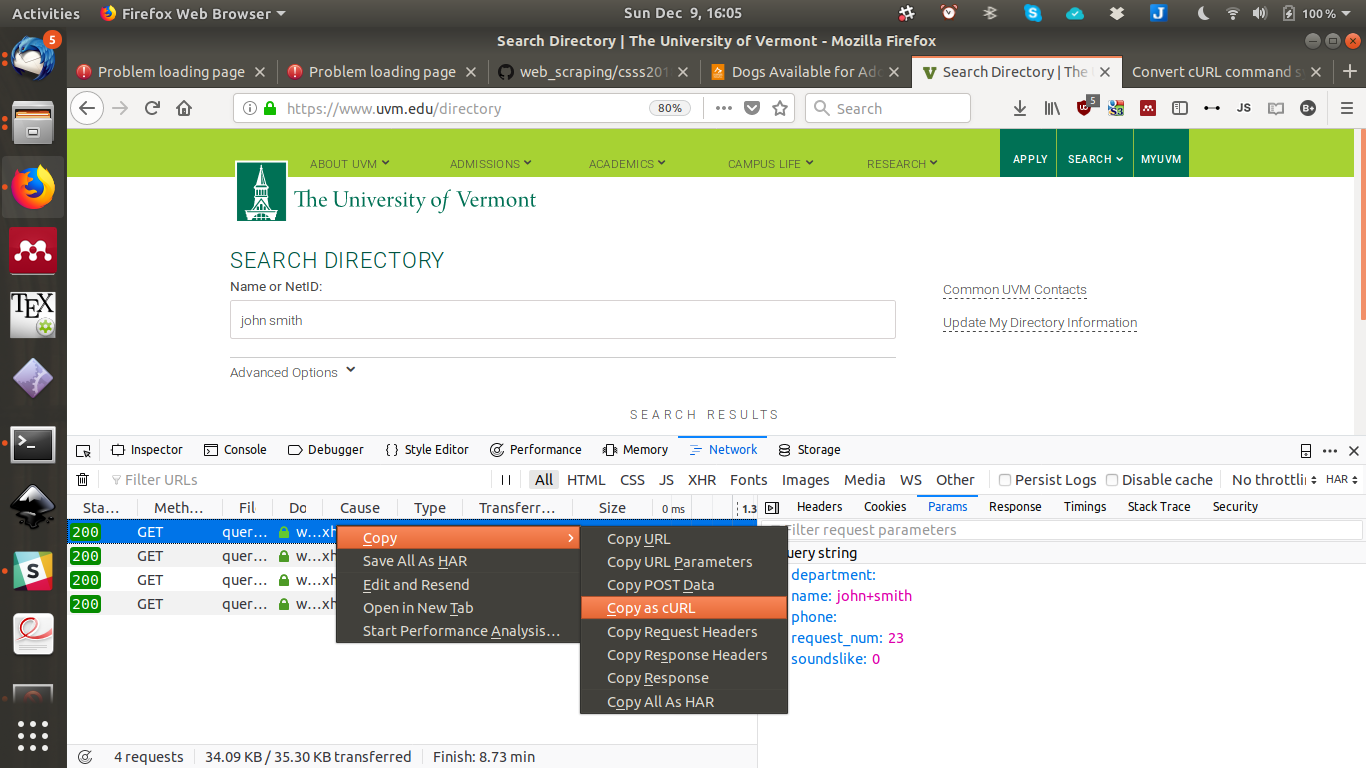 Activities Firefox Web Browser Sun Dec 9, 16:05 100 %
5
Search Directory | The University of Vermont - Mozilla Firefox
Problem loading page Problem loading page web_scraping/csss201 Dogs Available for Ado Search Directory | The Convert cURL command s
https://www.uvm.edu/directory 80% Search 5 JS B+
ABOUT UVM ADMISSIONS ACADEMICS CAMPUS LIFE RESEARCH APPLY SEARCH MYUVM
The University of Vermont
SEARCH DIRECTORY
Name or NetID:
john smith
Common UVM Contacts
Update My Directory Information
Advanced Options
SEARCH RESULTS
TEX
Inspector Console Debugger { } Style Editor Performance Memory Network Storage
Filter URLs All HTML CSS JS XHR Fonts Images Media WS Other Persist Logs Disable cache No throttli HAR
Sta… Meth… Fil Do Cause Type Transferr… Size 0 ms 1.3 Headers Cookies Params Response Timings Stack Trace Security
200 GET quer… w…xh
200 GET quer… w…xh
200 GET quer… w…xh
200 GET quer… w…xh
Copy
Save All As HAR
Edit and Resend
Open in New Tab
Start Performance Analysis…
Copy URL
Copy URL Parameters
Copy POST Data
Copy as cURL
Copy Request Headers
Copy Response Headers
Copy Response
Copy All As HAR
Filter request parameters
uery string
department:
name: john+smith
phone:
request_num: 23
soundslike: 0
4 requests 34.09 KB / 35.30 KB transferred Finish: 8.73 min